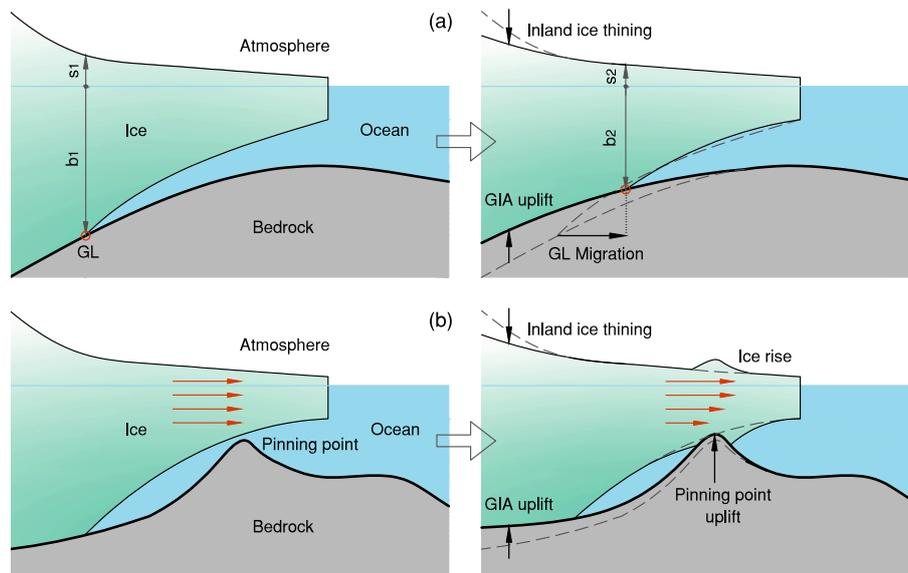 (a)
Atmosphere
s1
Ice
Ocean
b1
Bedrock
GL
Inland ice thining
s2
b2
GIA uplift
GL Migration
(b)
Atmosphere
Ice
Ocean
Pinning point
Bedrock
Inland ice thining
Ice rise
GIA uplift
Pinning point
uplift